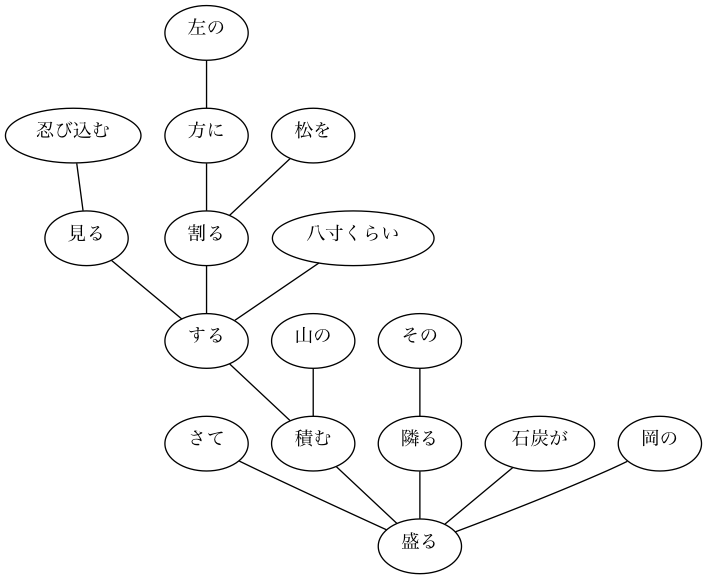 左の
忍び込む
方に
松を
見る
割る
八寸くらい
する
山の
その
さて
積む
隣る
石炭が
岡の
盛る